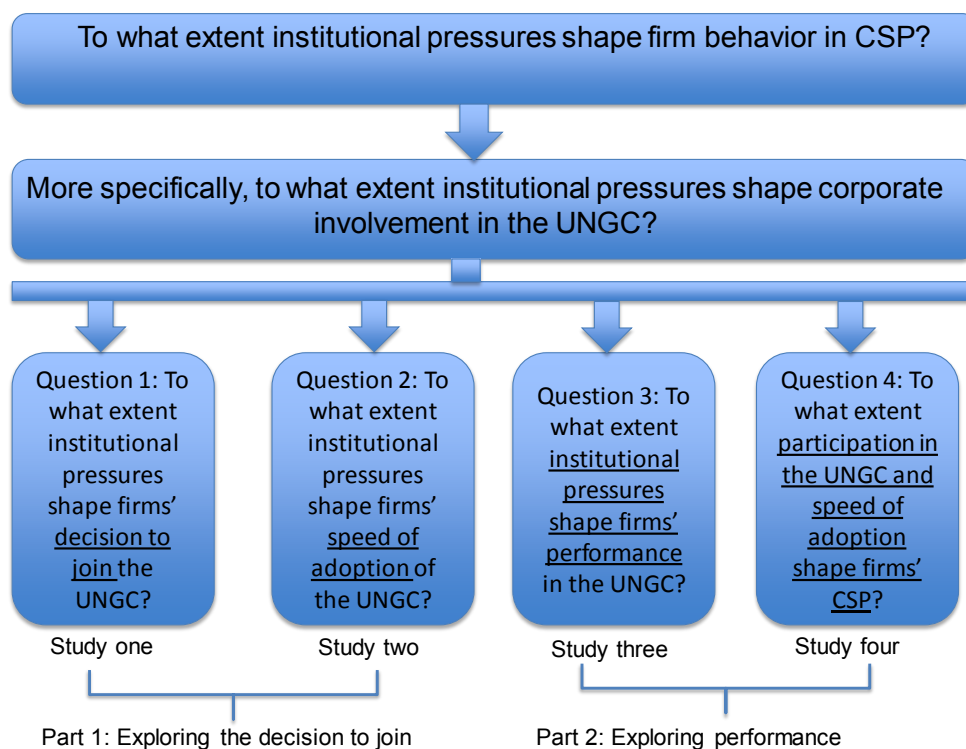 To what extent institutional pressures shape firm behavior in CSP?
More specifically, to what extent institutional pressures shape corporate
involvement in the UNGC?
Question 1: To
what extent
institutional
pressures
shape firms’
decision to
join the
UNGC?
Question 2: To
what extent
institutional
pressures
shape firms’
speed of
adoption of
the UNGC?
Question 3: To
what extent
institutional
pressures
shape firms’
performance
in the UNGC?
Question 4: To
what extent
participation in
the UNGC and
speed of
adoption
shape firms’
CSP?
Study one
Study two
Study three
Study four
Part 1: Exploring the decision to join
Part 2: Exploring performance